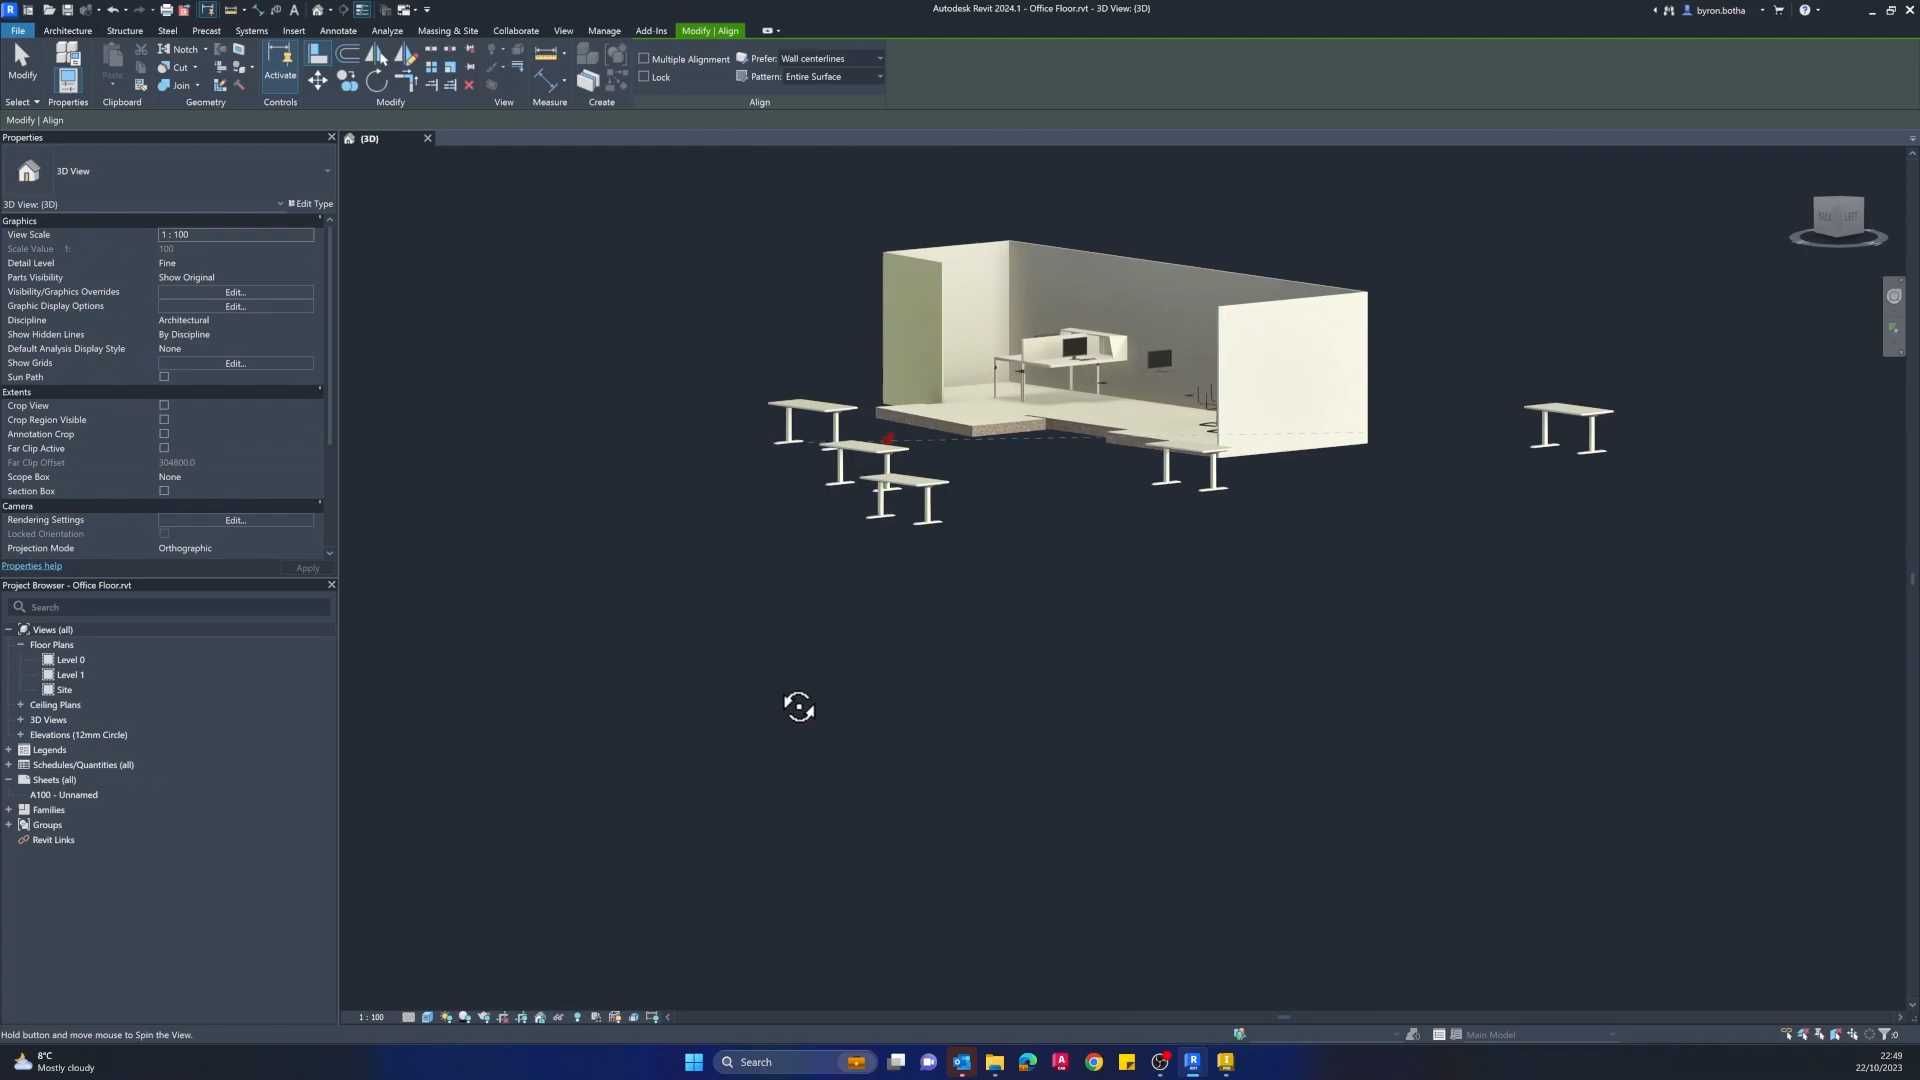 Autodesk Revit 2024.1 - Office Floor.rvt - 3D View: {3D}
byron.botha
File Architecture Structure Steel Precast Systems Insert Annotate Analyze Massing & Site Collaborate View Manage Add-Ins Modify | Align
Modify
Paste
Notch
Cut
Join
Activate
Multiple Alignment
Lock
Prefer: Wall centerlines
Pattern: Entire Surface
Select Properties Clipboard Geometry Controls Modify View Measure Create Align
Modify | Align
Properties
{3D}
3D View
3D View: {3D}
Edit Type
Graphics
View Scale 1 : 100
Scale Value 1: 100
Detail Level Fine
Parts Visibility Show Original
Visibility/Graphics Overrides Edit...
Graphic Display Options Edit...
Discipline Architectural
Show Hidden Lines By Discipline
Default Analysis Display Style None
Show Grids Edit...
Sun Path
Extents
Crop View
Crop Region Visible
Annotation Crop
Far Clip Active
Far Clip Offset 304800.0
Scope Box None
Section Box
Camera
Rendering Settings Edit...
Locked Orientation
Projection Mode Orthographic
Properties help
Apply
Project Browser - Office Floor.rvt
Search
Views (all)
Floor Plans
Level 0
Level 1
Site
Ceiling Plans
3D Views
Elevations (12mm Circle)
Legends
Schedules/Quantities (all)
Sheets (all)
A100 - Unnamed
Families
Groups
Revit Links
BACK LEFT
1 : 100
Hold button and move mouse to Spin the View.
Main Model
:0
8°C
Mostly cloudy
Search
22:49
22/10/2023